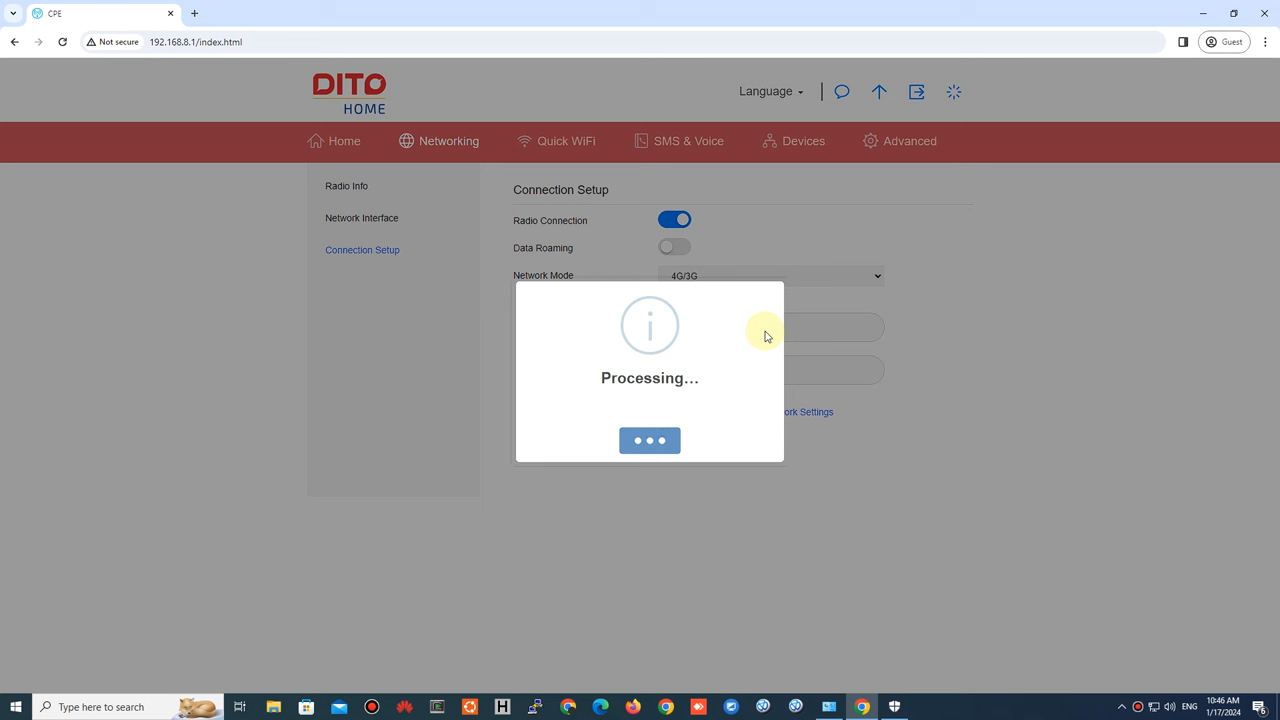 CPE
Not secure
192.168.8.1/index.html
Guest
DITO
HOME
Language
Home
Networking
Quick WiFi
SMS & Voice
Devices
Advanced
Radio Info
Network Interface
Connection Setup
Connection Setup
Radio Connection
Data Roaming
Network Mode
4G/3G
i
Processing...
ork Settings
Type here to search
H
ENG
10:46 AM
1/17/2024